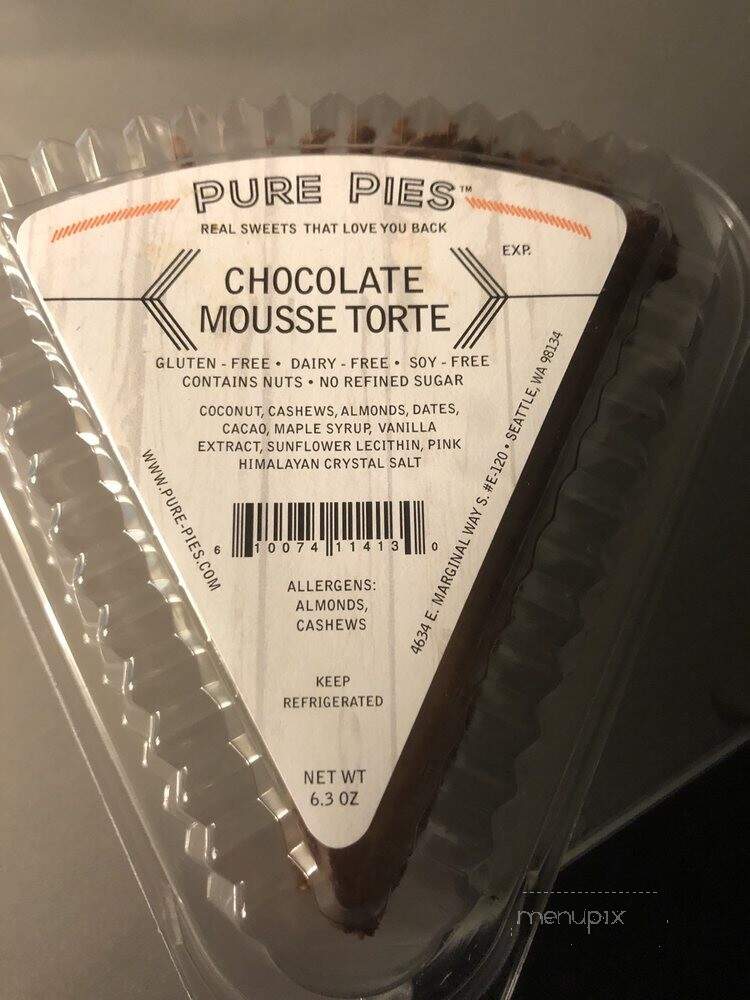 PURE PIES™
REAL SWEETS THAT LOVE YOU BACK
EXP.
CHOCOLATE
MOUSSE TORTE
GLUTEN - FREE • DAIRY - FREE • SOY - FREE
CONTAINS NUTS • NO REFINED SUGAR
COCONUT, CASHEWS, ALMONDS, DATES,
CACAO, MAPLE SYRUP, VANILLA
EXTRACT, SUNFLOWER LECITHIN, PINK
HIMALAYAN CRYSTAL SALT
WWW.PURE-PIES.COM
4634 E. MARGINAL WAY S. #E-120 • SEATTLE, WA 98134
6 10074 11413 0
ALLERGENS:
ALMONDS,
CASHEWS
KEEP
REFRIGERATED
NET WT
6.3 OZ
menupix